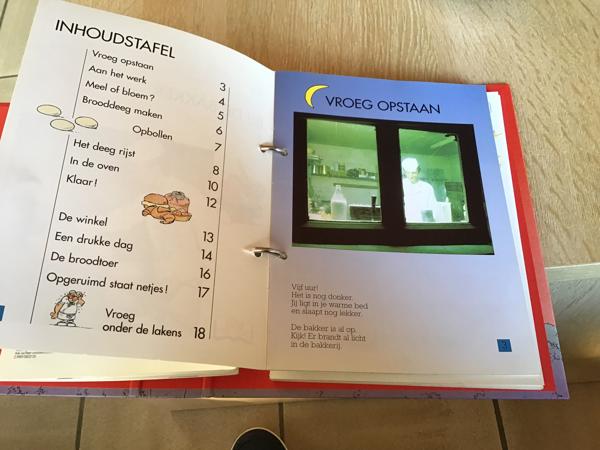 INHOUDSTAFEL
Vroeg opstaan 3
Aan het werk 4
Meel of bloem? 5
Brooddeeg maken 6
Opbollen 7
Het deeg rijst 8
In de oven 10
Klaar! 12
De winkel 13
Een drukke dag 14
De broodtoer 16
Opgeruimd staat netjes! 17
Vroeg
onder de lakens 18
VROEG OPSTAAN
Vijf uur!
Het is nog donker.
Jij ligt in je warme bed
en slaapt nog lekker.
De bakker is al op.
Kijk! Er brandt al licht
in de bakkerij.
3